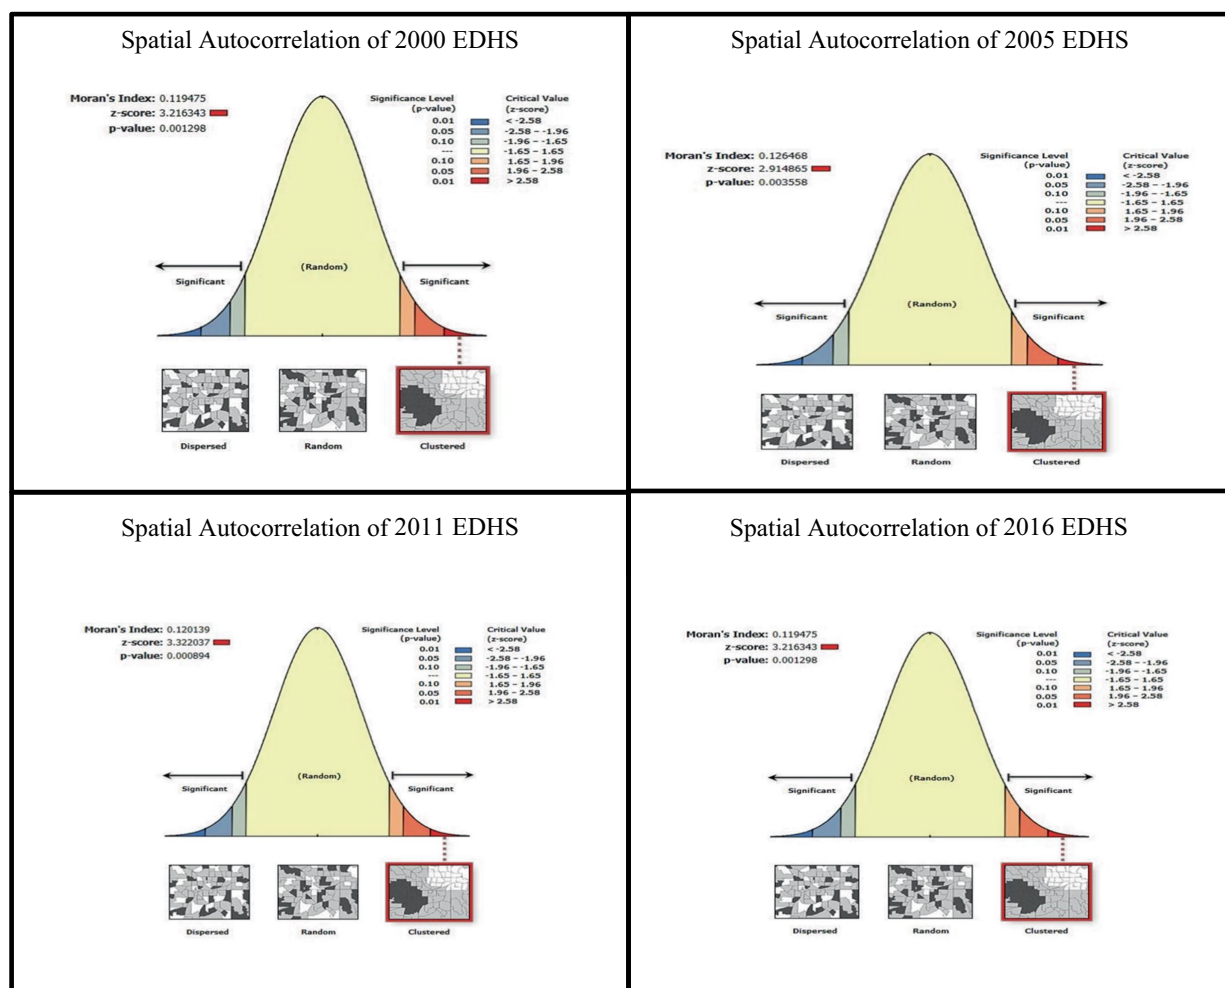 Spatial Autocorrelation of 2000 EDHS
Moran's Index: 0.119475
z-score: 3.216343
p-value: 0.001298
Significance Level (p-value)
Critical Value (z-score)
0.01 < -2.58
0.05 -2.58 – -1.96
0.10 -1.96 – -1.65
--- -1.65 – 1.65
0.10 1.65 – 1.96
0.05 1.96 – 2.58
0.01 > 2.58
Significant
(Random)
Significant
Dispersed
Random
Clustered
Spatial Autocorrelation of 2005 EDHS
Moran's Index: 0.126468
z-score: 2.914865
p-value: 0.003558
Significance Level (p-value)
Critical Value (z-score)
0.01 < -2.58
0.05 -2.58 – -1.96
0.10 -1.96 – -1.65
--- -1.65 – 1.65
0.10 1.65 – 1.96
0.05 1.96 – 2.58
0.01 > 2.58
Significant
(Random)
Significant
Dispersed
Random
Clustered
Spatial Autocorrelation of 2011 EDHS
Moran's Index: 0.120139
z-score: 3.322037
p-value: 0.000894
Significance Level (p-value)
Critical Value (z-score)
0.01 < -2.58
0.05 -2.58 – -1.96
0.10 -1.96 – -1.65
--- -1.65 – 1.65
0.10 1.65 – 1.96
0.05 1.96 – 2.58
0.01 > 2.58
Significant
(Random)
Significant
Dispersed
Random
Clustered
Spatial Autocorrelation of 2016 EDHS
Moran's Index: 0.119475
z-score: 3.216343
p-value: 0.001298
Significance Level (p-value)
Critical Value (z-score)
0.01 < -2.58
0.05 -2.58 – -1.96
0.10 -1.96 – -1.65
--- -1.65 – 1.65
0.10 1.65 – 1.96
0.05 1.96 – 2.58
0.01 > 2.58
Significant
(Random)
Significant
Dispersed
Random
Clustered